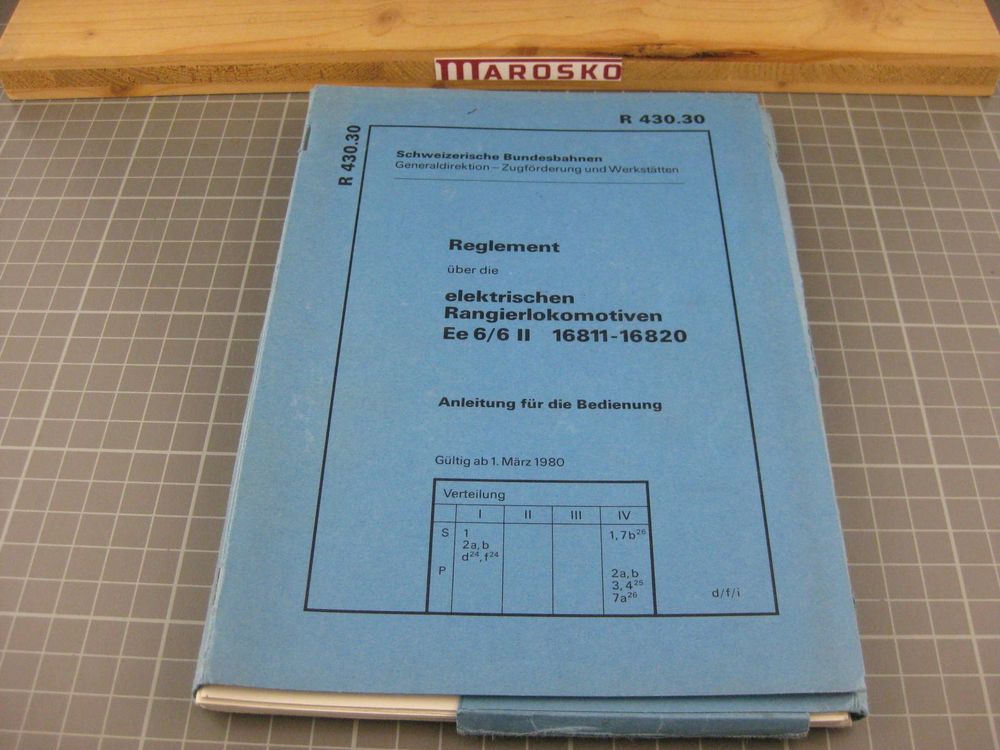 MAROSKO
R 430.30
R 430.30
Schweizerische Bundesbahnen
Generaldirektion – Zugförderung und Werkstätten
Reglement
über die
elektrischen
Rangierlokomotiven
Ee 6/6 II 16811-16820
Anleitung für die Bedienung
Gültig ab 1. März 1980
Verteilung
I II III IV
S 1 1, 7b²⁶
2a, b
d²⁴, f²⁴
P 2a, b
3, 4²⁵
7a²⁶
d/f/i